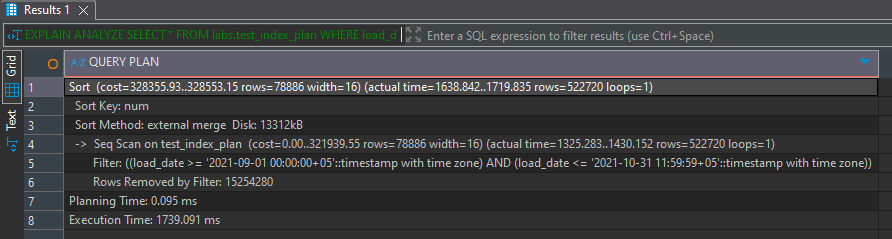 Results 1
EXPLAIN ANALYZE SELECT * FROM labs.test_index_plan WHERE load_d
Enter a SQL expression to filter results (use Ctrl+Space)
Grid
Text
A-Z QUERY PLAN
1 Sort (cost=328355.93..328553.15 rows=78886 width=16) (actual time=1638.842..1719.835 rows=522720 loops=1)
2 Sort Key: num
3 Sort Method: external merge Disk: 13312kB
4 -> Seq Scan on test_index_plan (cost=0.00..321939.55 rows=78886 width=16) (actual time=1325.283..1430.152 rows=522720 loops=1)
5 Filter: ((load_date >= '2021-09-01 00:00:00+05'::timestamp with time zone) AND (load_date <= '2021-10-31 11:59:59+05'::timestamp with time zone))
6 Rows Removed by Filter: 15254280
7 Planning Time: 0.095 ms
8 Execution Time: 1739.091 ms